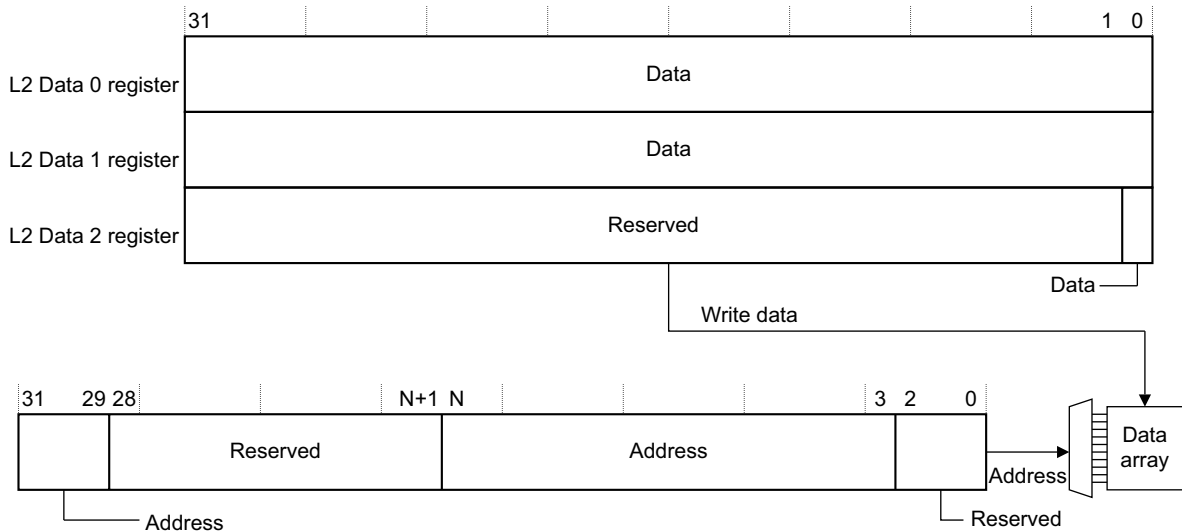 31 1 0
L2 Data 0 register Data
L2 Data 1 register Data
L2 Data 2 register Reserved
Data
Write data
31 29 28 N+1 N 3 2 0
Reserved Address Data
array
Address
Address Reserved